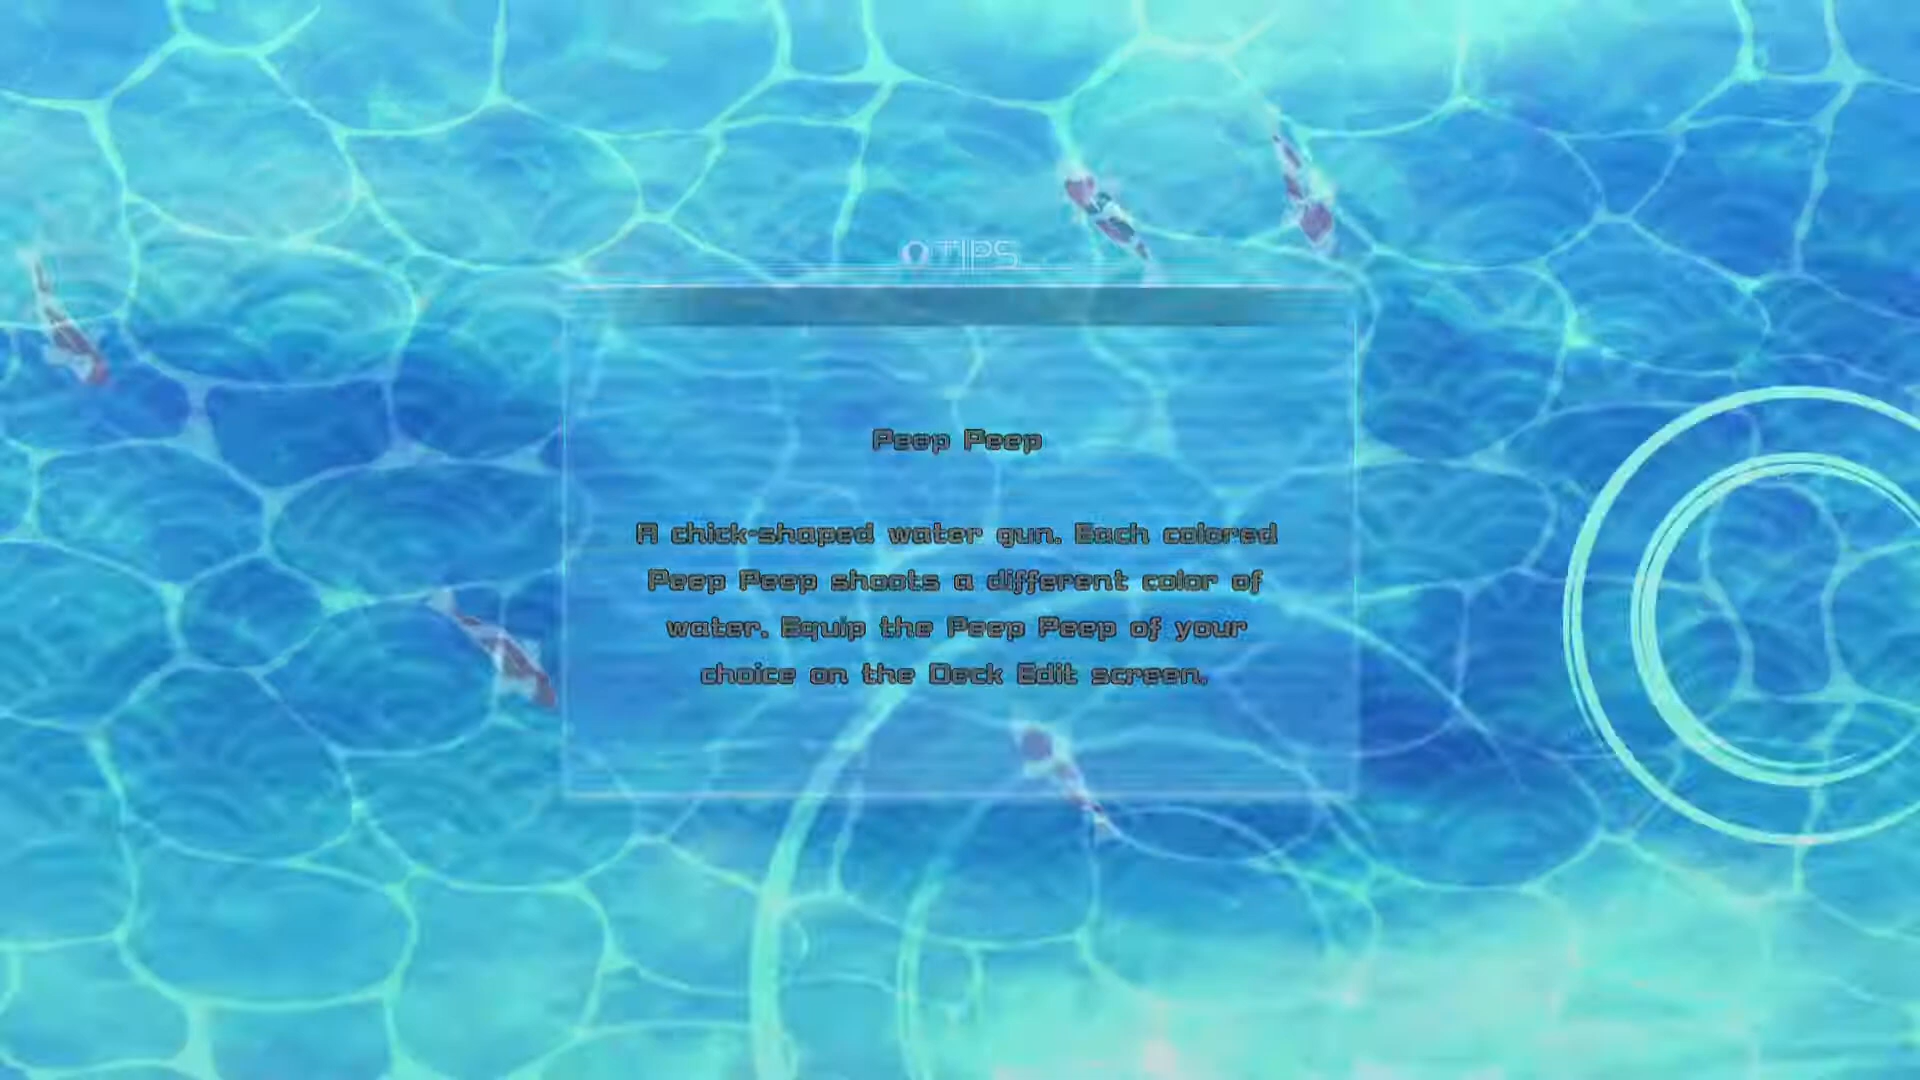 TIPS
Peep Peep
A chick-shaped water gun. Each colored
Peep Peep shoots a different color of
water. Equip the Peep Peep of your
choice on the Deck Edit screen.